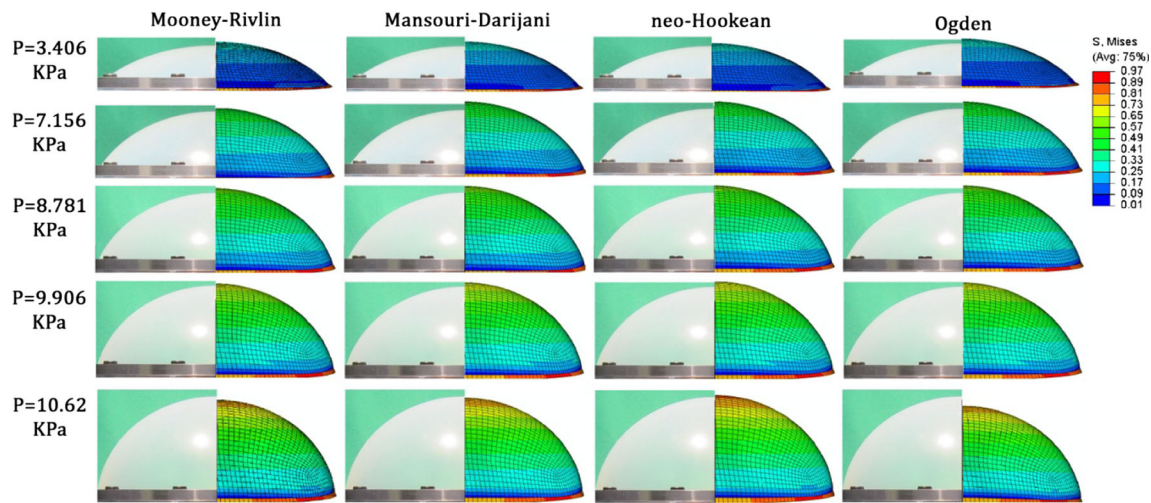 Mooney-Rivlin
Mansouri-Darijani
neo-Hookean
Ogden
P=3.406
KPa
P=7.156
KPa
P=8.781
KPa
P=9.906
KPa
P=10.62
KPa
S, Mises
(Avg: 75%)
0.97
0.89
0.81
0.73
0.65
0.57
0.49
0.41
0.33
0.25
0.17
0.09
0.01